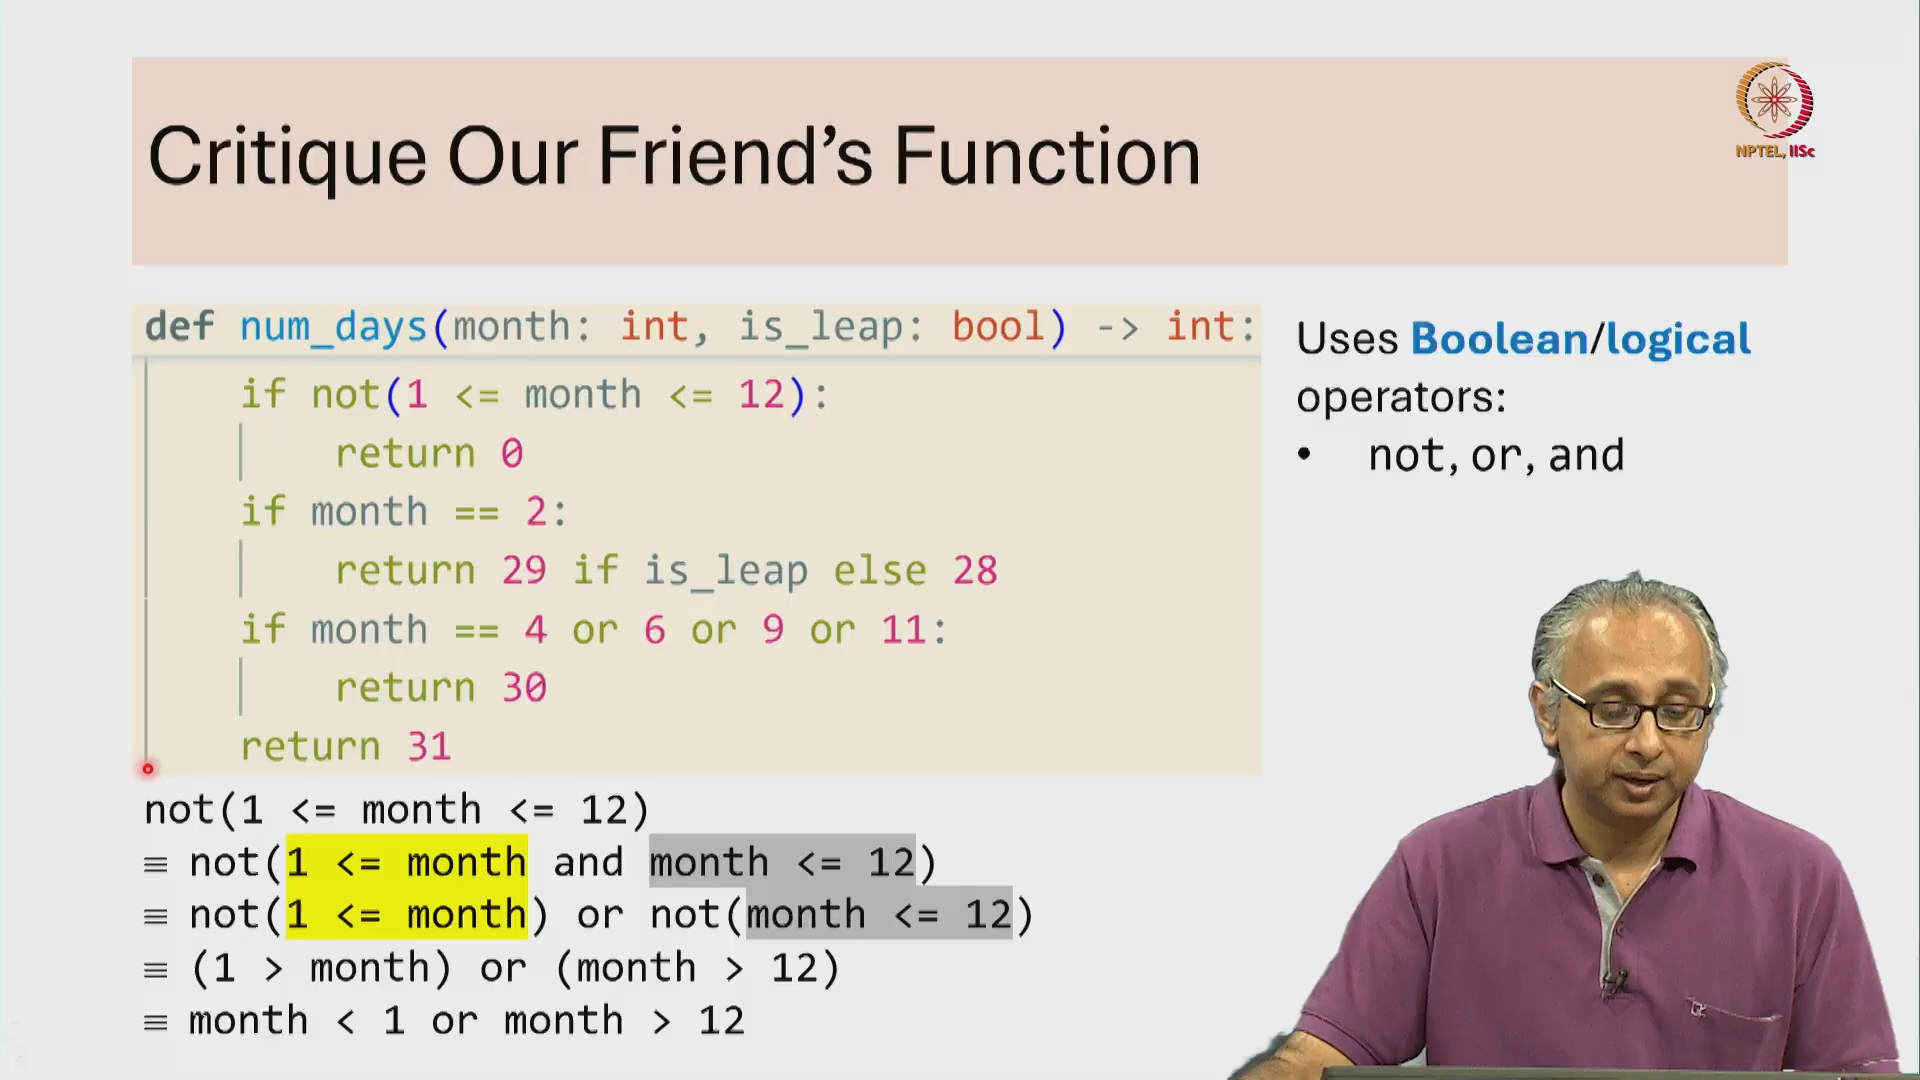 Critique Our Friend’s Function
NPTEL, IISc
def num_days(month: int, is_leap: bool) -> int:
if not(1 <= month <= 12):
return 0
if month == 2:
return 29 if is_leap else 28
if month == 4 or 6 or 9 or 11:
return 30
return 31
Uses Boolean/logical
operators:
• not, or, and
not(1 <= month <= 12)
≡ not(1 <= month and month <= 12)
≡ not(1 <= month) or not(month <= 12)
≡ (1 > month) or (month > 12)
≡ month < 1 or month > 12